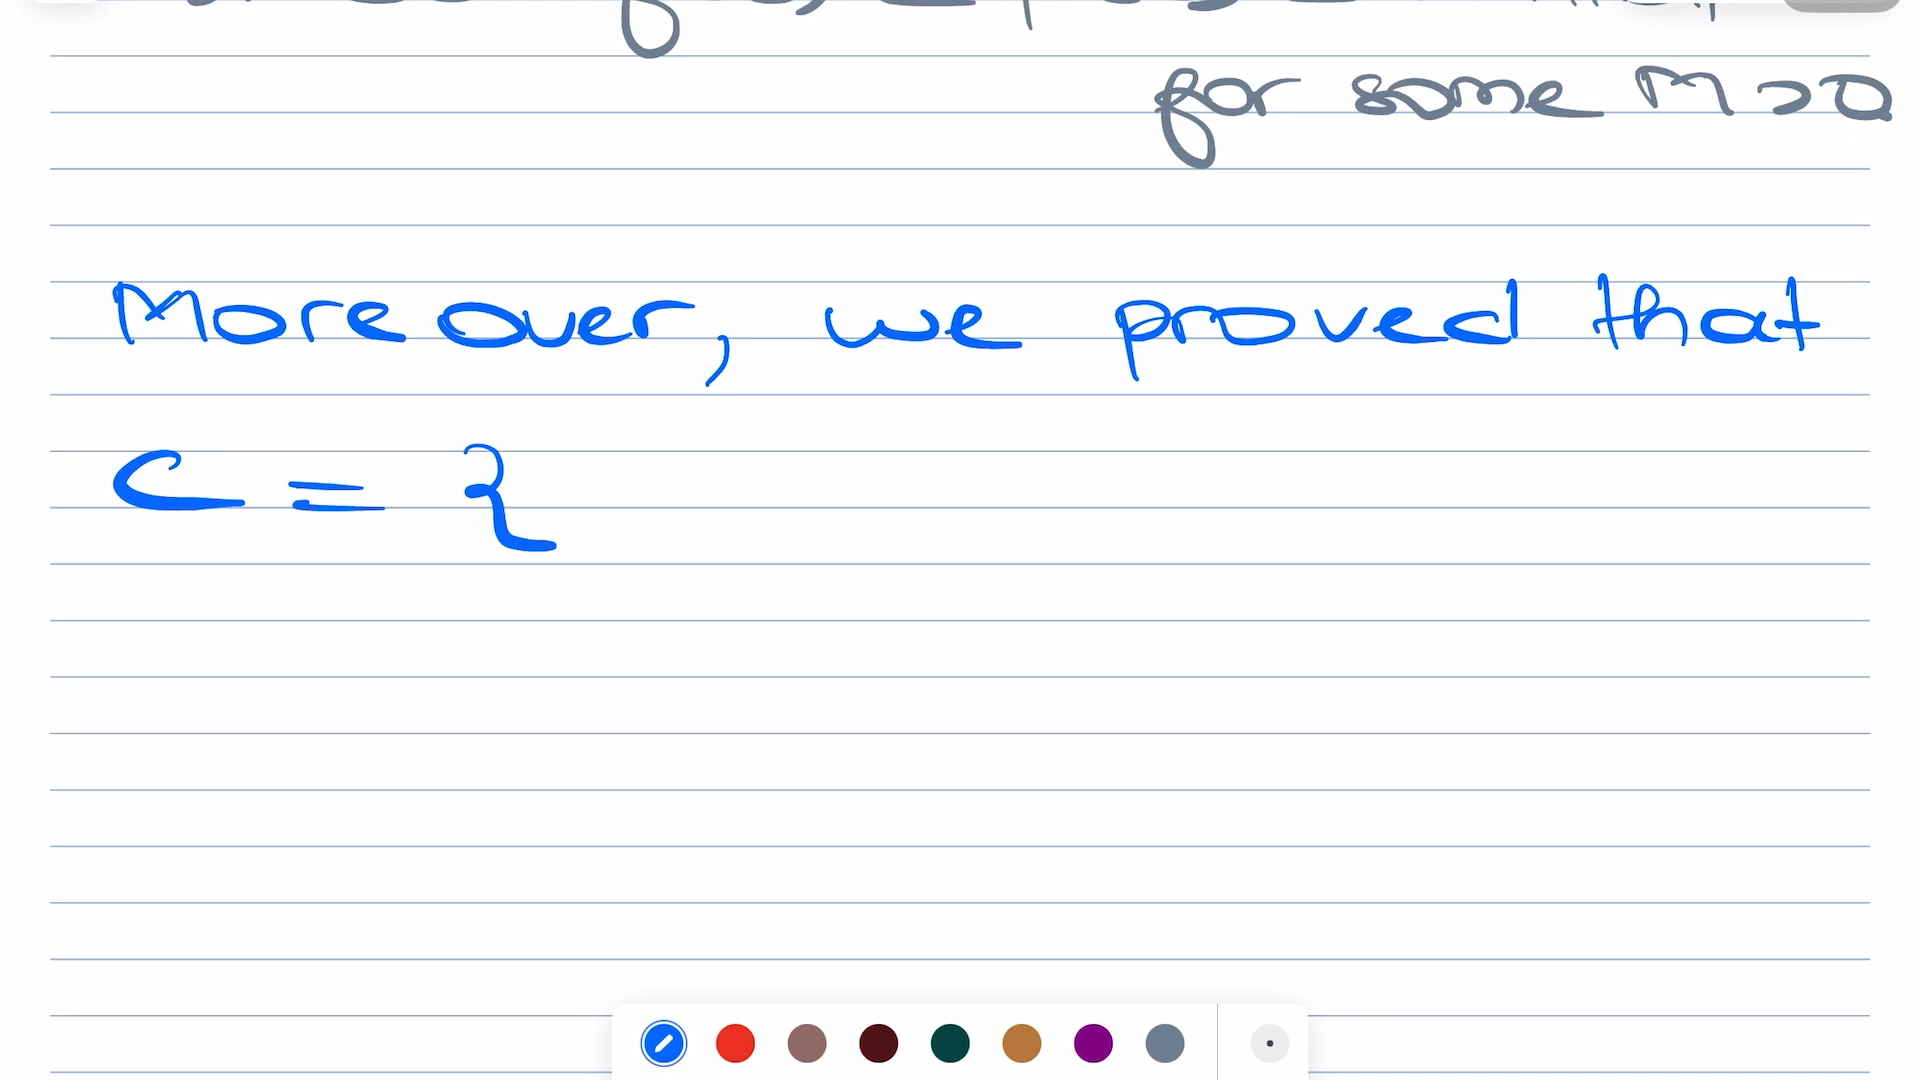 for some M>0
Moreover, we proved that
C = {